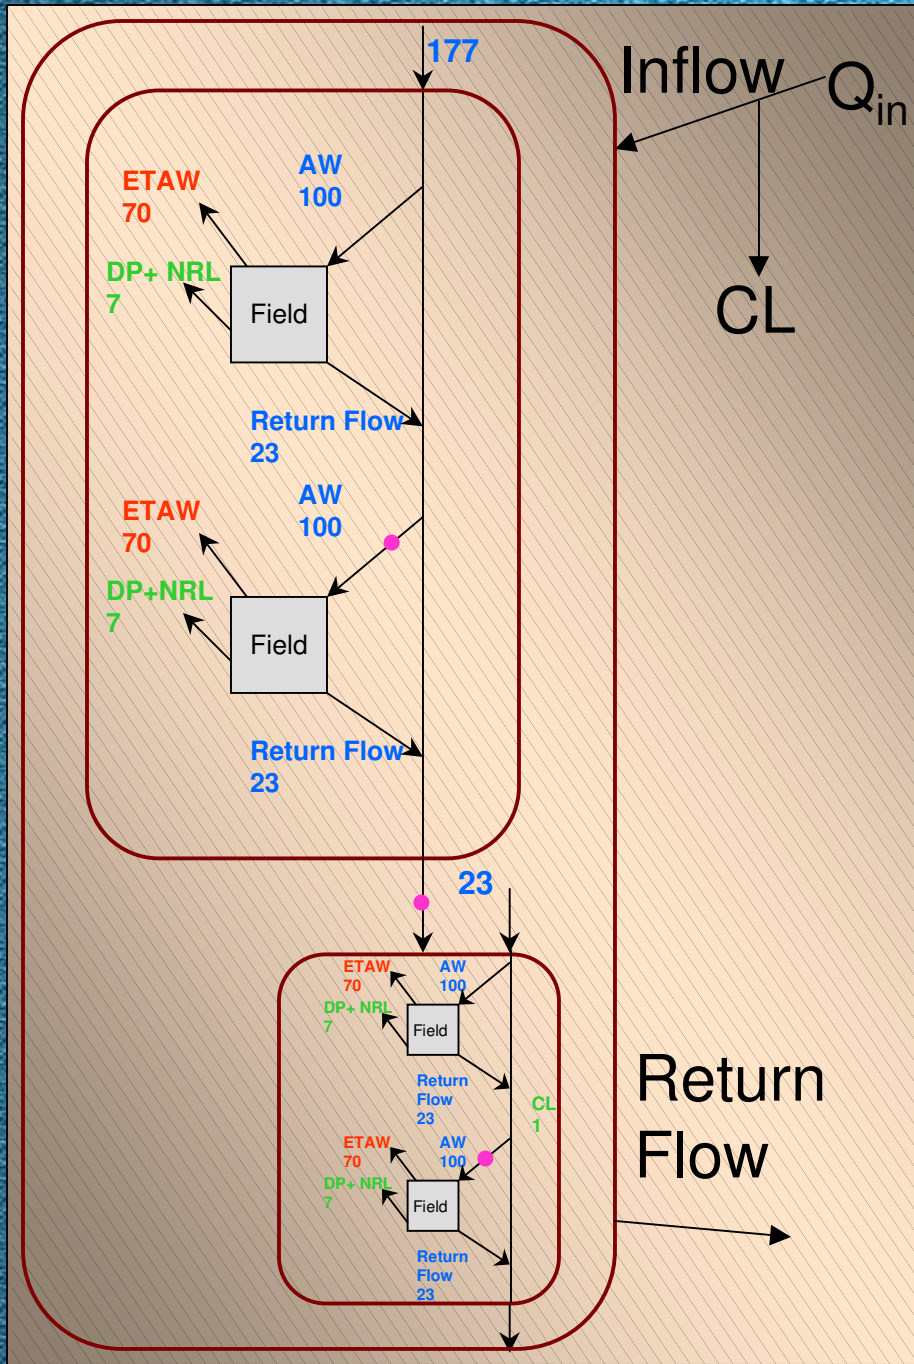 177
Inflow
Q in
CL
ETAW
70
AW
100
DP+ NRL
7
Field
Return Flow
23
AW
100
ETAW
70
DP+NRL
7
Field
Return Flow
23
23
ETAW
70
AW
100
DP+ NRL
7
Field
Return
Flow
23
CL
1
ETAW
70
AW
100
DP+ NRL
7
Field
Return
Flow
23
Return
Flow